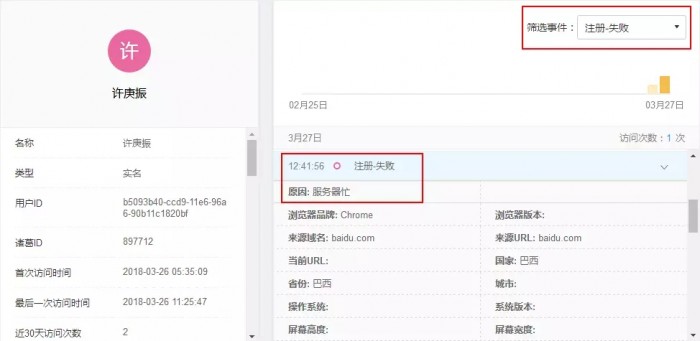 许
许庚振
名称 许庚振
类型 实名
用户ID b5093b40-ccd9-11e6-96a
6-90b11c1820bf
诸葛ID 897712
首次访问时间 2018-03-26 05:35:09
最后一次访问时间 2018-03-26 11:25:47
近30天访问次数 2
筛选事件： 注册-失败
02月25日 03月27日
3月27日 访问次数：1 次
12:41:56 注册-失败
原因: 服务器忙
浏览器品牌: Chrome 浏览器版本:
来源域名: baidu.com 来源URL: baidu.com
当前URL: 国家: 巴西
省份: 巴西 城市:
操作系统: 系统版本:
屏幕高度: 屏幕宽度: